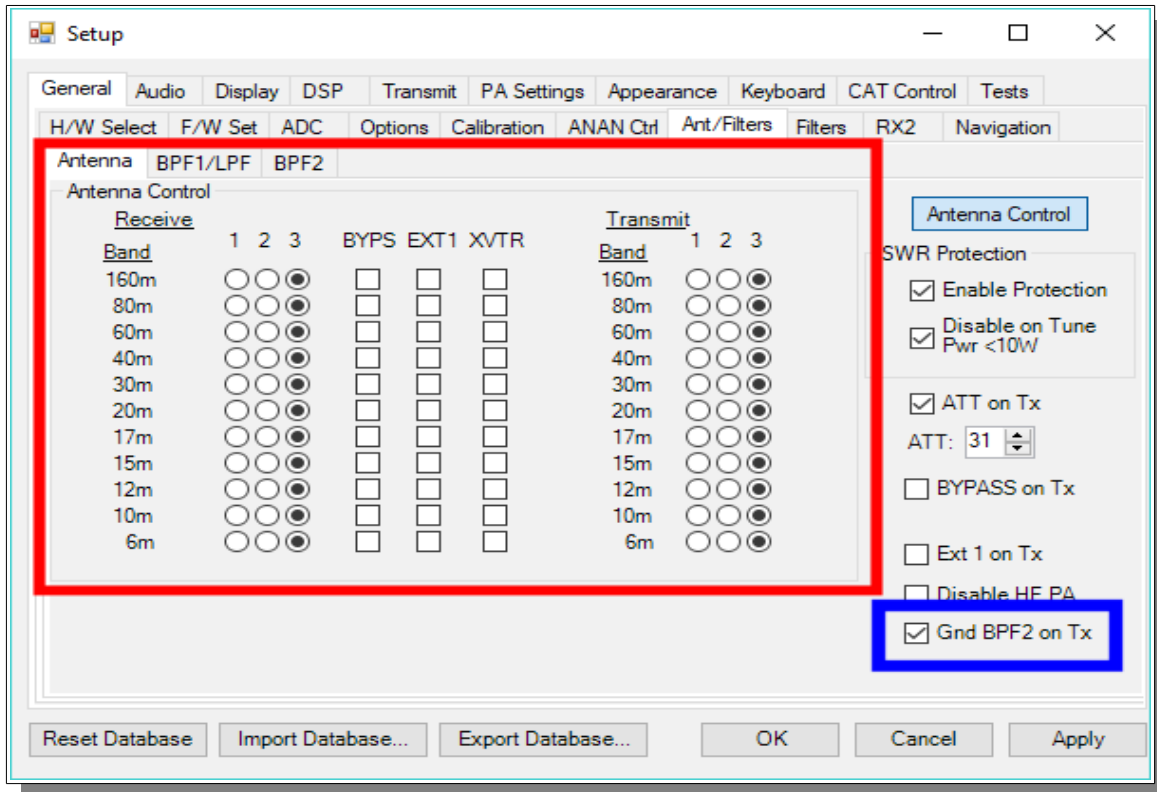 Setup
General Audio Display DSP Transmit PA Settings Appearance Keyboard CAT Control Tests
H/W Select F/W Set ADC Options Calibration ANAN Ctrl Ant/Filters Filters RX2 Navigation
Antenna BPF1/LPF BPF2
Antenna Control
Receive Transmit
1 2 3 BYPS EXT1 XVTR 1 2 3
Band Band
160m 160m
80m 80m
60m 60m
40m 40m
30m 30m
20m 20m
17m 17m
15m 15m
12m 12m
10m 10m
6m 6m
Antenna Control
SWR Protection
Enable Protection
Disable on Tune
Pwr <10W
ATT on Tx
ATT: 31
BYPASS on Tx
Ext 1 on Tx
Disable HF PA
Gnd BPF2 on Tx
Reset Database Import Database... Export Database... OK Cancel Apply